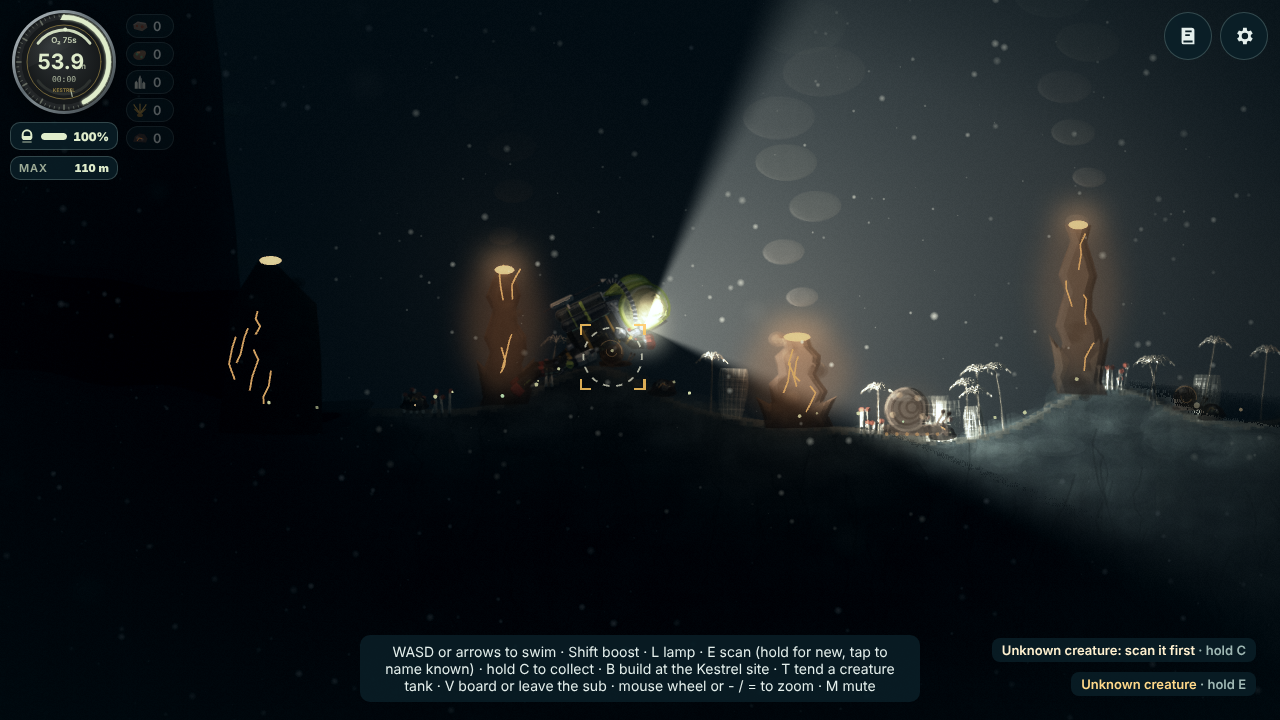 O₂ 75s
53.9
00:00
KESTREL
0
0
0
0
0
100%
MAX 110 m
WASD or arrows to swim · Shift boost · L lamp · E scan (hold for new, tap to
name known) · hold C to collect · B build at the Kestrel site · T tend a creature
tank · V board or leave the sub · mouse wheel or - / = to zoom · M mute
Unknown creature: scan it first · hold C
Unknown creature · hold E